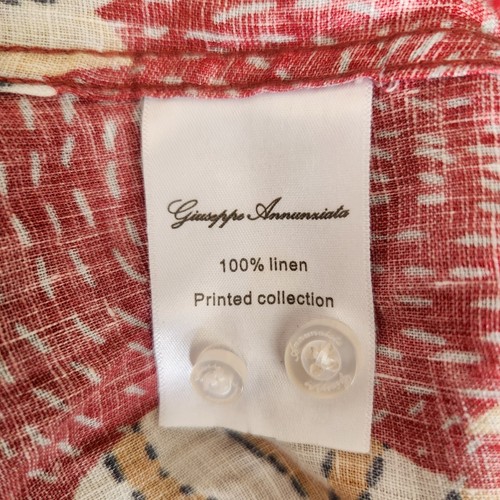 Giuseppe Annunziata
100% linen
Printed collection